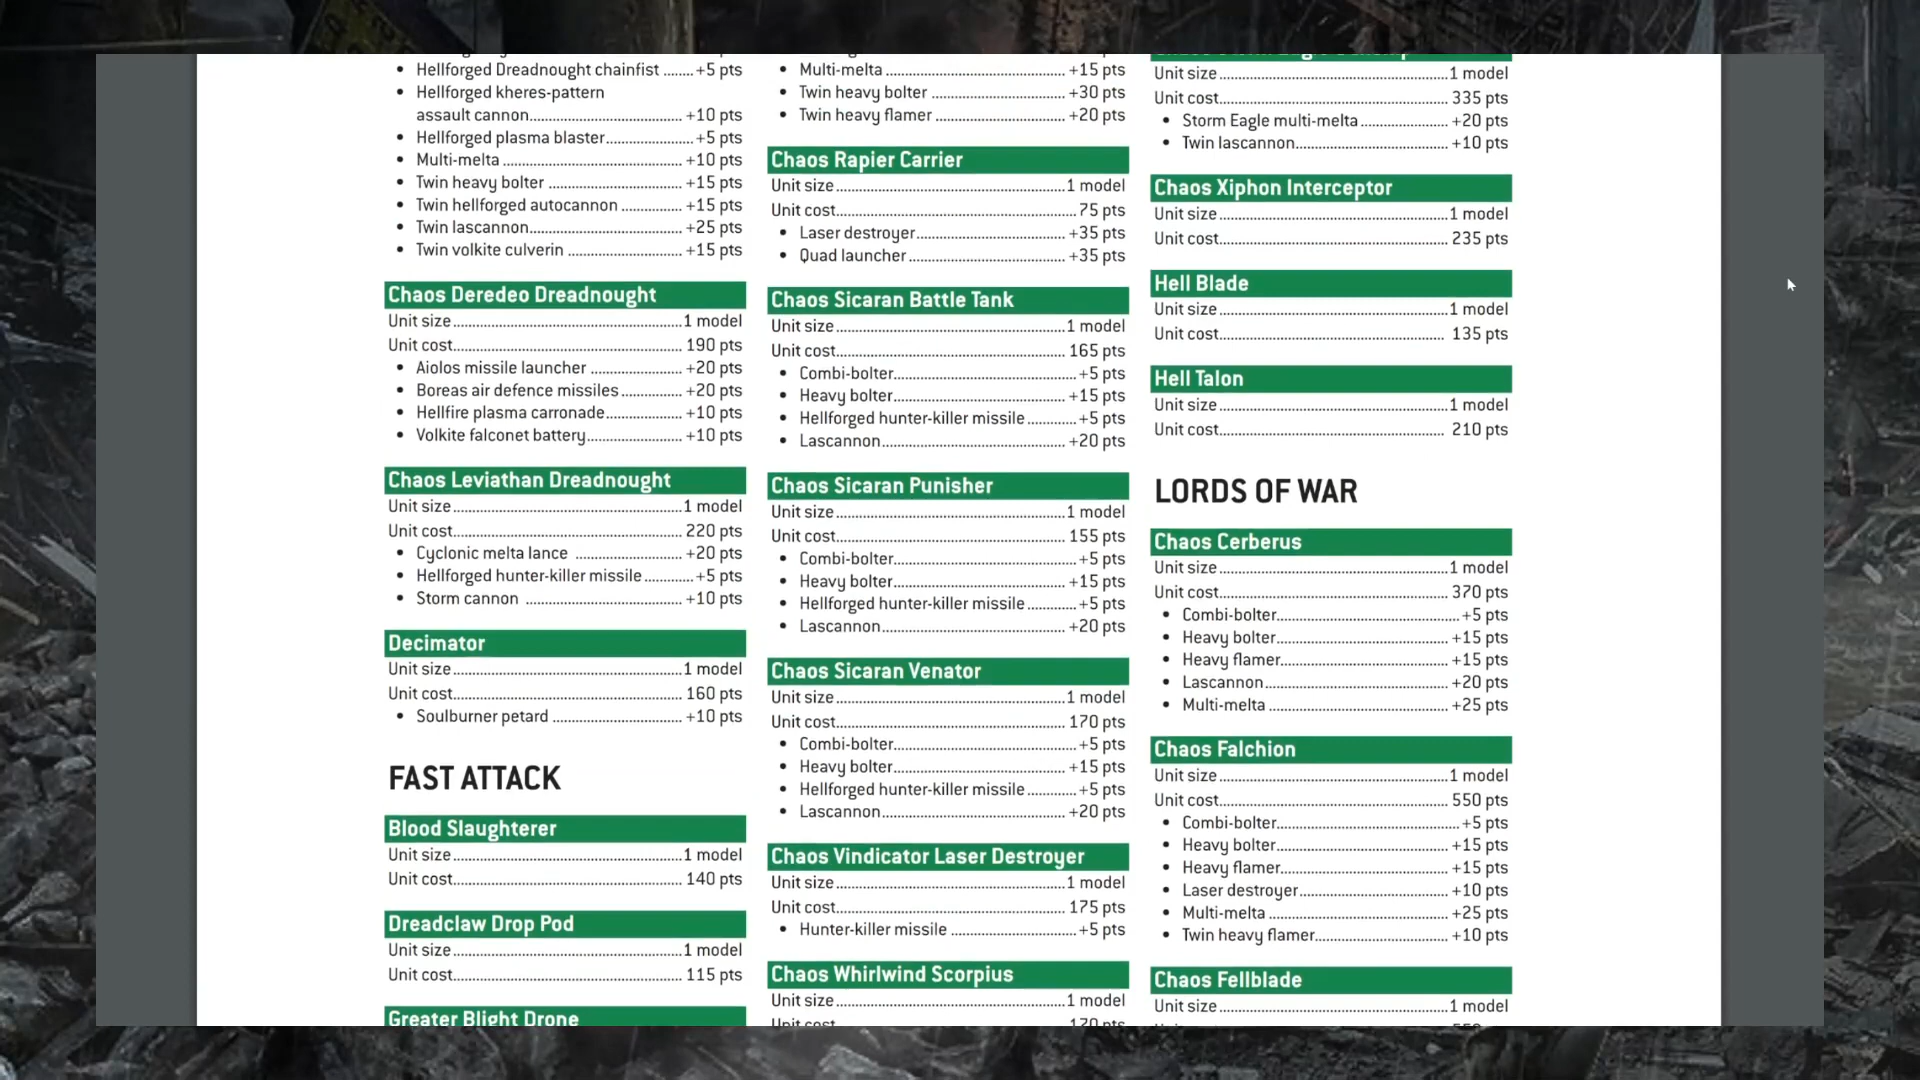 Hellforged Dreadnought chainfist ....... +5 pts
Hellforged kheres-pattern
assault cannon ....... +10 pts
Hellforged plasma blaster ....... +5 pts
Multi-melta ....... +10 pts
Twin heavy bolter ....... +15 pts
Twin hellforged autocannon ....... +15 pts
Twin lascannon ....... +25 pts
Twin volkite culverin ....... +15 pts
Chaos Deredeo Dreadnought
Unit size ....... 1 model
Unit cost ....... 190 pts
Aiolos missile launcher ....... +20 pts
Boreas air defence missiles ....... +20 pts
Hellfire plasma carronade ....... +10 pts
Volkite falconet battery ....... +10 pts
Chaos Leviathan Dreadnought
Unit size ....... 1 model
Unit cost ....... 220 pts
Cyclonic melta lance ....... +20 pts
Hellforged hunter-killer missile ....... +5 pts
Storm cannon ....... +10 pts
Decimator
Unit size ....... 1 model
Unit cost ....... 160 pts
Soulburner petard ....... +10 pts
FAST ATTACK
Blood Slaughterer
Unit size ....... 1 model
Unit cost ....... 140 pts
Dreadclaw Drop Pod
Unit size ....... 1 model
Unit cost ....... 115 pts
Greater Blight Drone
Multi-melta ....... +15 pts
Twin heavy bolter ....... +30 pts
Twin heavy flamer ....... +20 pts
Chaos Rapier Carrier
Unit size ....... 1 model
Unit cost ....... 75 pts
Laser destroyer ....... +35 pts
Quad launcher ....... +35 pts
Chaos Sicaran Battle Tank
Unit size ....... 1 model
Unit cost ....... 165 pts
Combi-bolter ....... +5 pts
Heavy bolter ....... +15 pts
Hellforged hunter-killer missile ....... +5 pts
Lascannon ....... +20 pts
Chaos Sicaran Punisher
Unit size ....... 1 model
Unit cost ....... 155 pts
Combi-bolter ....... +5 pts
Heavy bolter ....... +15 pts
Hellforged hunter-killer missile ....... +5 pts
Lascannon ....... +20 pts
Chaos Sicaran Venator
Unit size ....... 1 model
Unit cost ....... 170 pts
Combi-bolter ....... +5 pts
Heavy bolter ....... +15 pts
Hellforged hunter-killer missile ....... +5 pts
Lascannon ....... +20 pts
Chaos Vindicator Laser Destroyer
Unit size ....... 1 model
Unit cost ....... 175 pts
Hunter-killer missile ....... +5 pts
Chaos Whirlwind Scorpius
Unit size ....... 1 model
Unit cost ....... 170 pts
Unit size ....... 1 model
Unit cost ....... 335 pts
Storm Eagle multi-melta ....... +20 pts
Twin lascannon ....... +10 pts
Chaos Xiphon Interceptor
Unit size ....... 1 model
Unit cost ....... 235 pts
Hell Blade
Unit size ....... 1 model
Unit cost ....... 135 pts
Hell Talon
Unit size ....... 1 model
Unit cost ....... 210 pts
LORDS OF WAR
Chaos Cerberus
Unit size ....... 1 model
Unit cost ....... 370 pts
Combi-bolter ....... +5 pts
Heavy bolter ....... +15 pts
Heavy flamer ....... +15 pts
Lascannon ....... +20 pts
Multi-melta ....... +25 pts
Chaos Falchion
Unit size ....... 1 model
Unit cost ....... 550 pts
Combi-bolter ....... +5 pts
Heavy bolter ....... +15 pts
Heavy flamer ....... +15 pts
Laser destroyer ....... +10 pts
Multi-melta ....... +25 pts
Twin heavy flamer ....... +10 pts
Chaos Fellblade
Unit size ....... 1 model